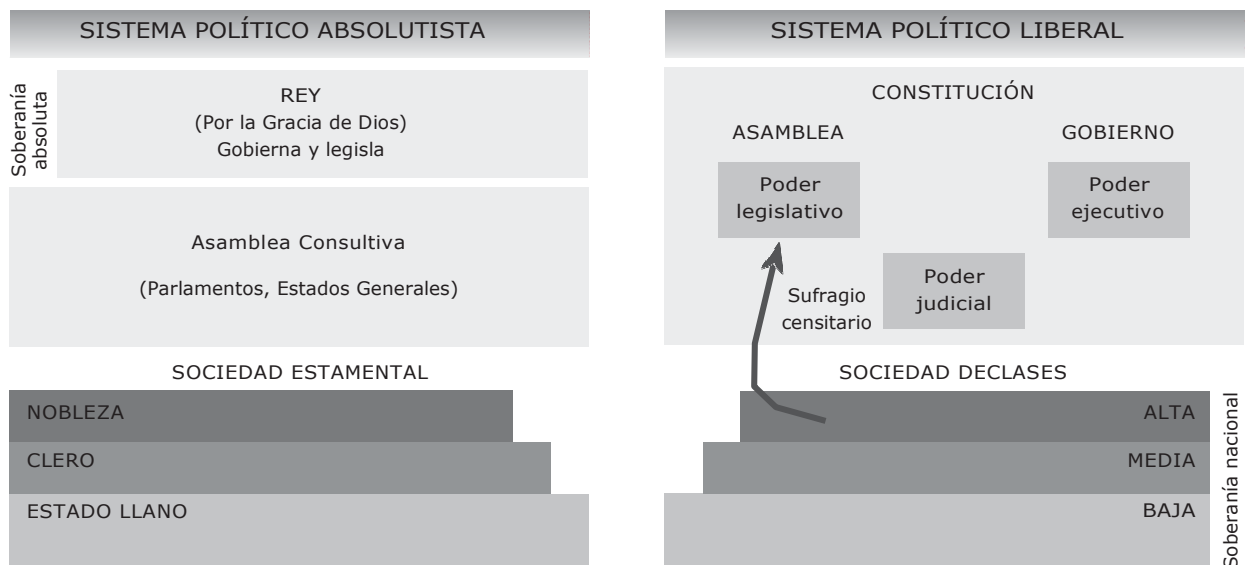 SISTEMA POLÍTICO ABSOLUTISTA
Soberanía
absoluta
REY
(Por la Gracia de Dios)
Gobierna y legisla
Asamblea Consultiva
(Parlamentos, Estados Generales)
SOCIEDAD ESTAMENTAL
NOBLEZA
CLERO
ESTADO LLANO
SISTEMA POLÍTICO LIBERAL
CONSTITUCIÓN
ASAMBLEA
GOBIERNO
Poder
legislativo
Poder
ejecutivo
Sufragio
censitario
Poder
judicial
SOCIEDAD DECLASES
ALTA
MEDIA
BAJA
Soberanía nacional